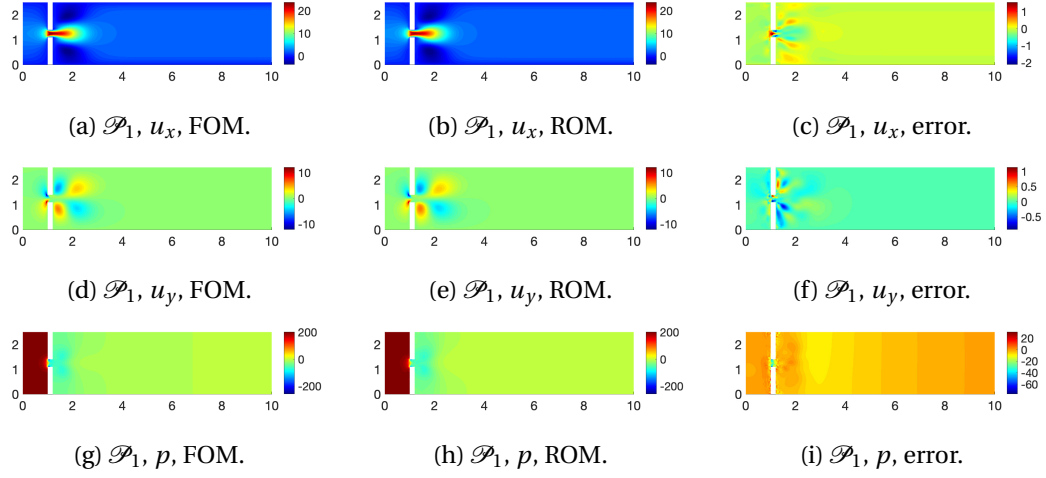 2 1 0 0 2 4 6 8 10 20 10 0
2 1 0 0 2 4 6 8 10 20 10 0
2 1 0 0 2 4 6 8 10 1 0 -1 -2
(a) 𝒫₁, uₓ, FOM. (b) 𝒫₁, uₓ, ROM. (c) 𝒫₁, uₓ, error.
2 1 0 0 2 4 6 8 10 10 0 -10
2 1 0 0 2 4 6 8 10 10 0 -10
2 1 0 0 2 4 6 8 10 1 0.5 0 -0.5
(d) 𝒫₁, u_y, FOM. (e) 𝒫₁, u_y, ROM. (f) 𝒫₁, u_y, error.
2 1 0 0 2 4 6 8 10 200 0 -200
2 1 0 0 2 4 6 8 10 200 0 -200
2 1 0 0 2 4 6 8 10 20 0 -20 -40 -60
(g) 𝒫₁, p, FOM. (h) 𝒫₁, p, ROM. (i) 𝒫₁, p, error.